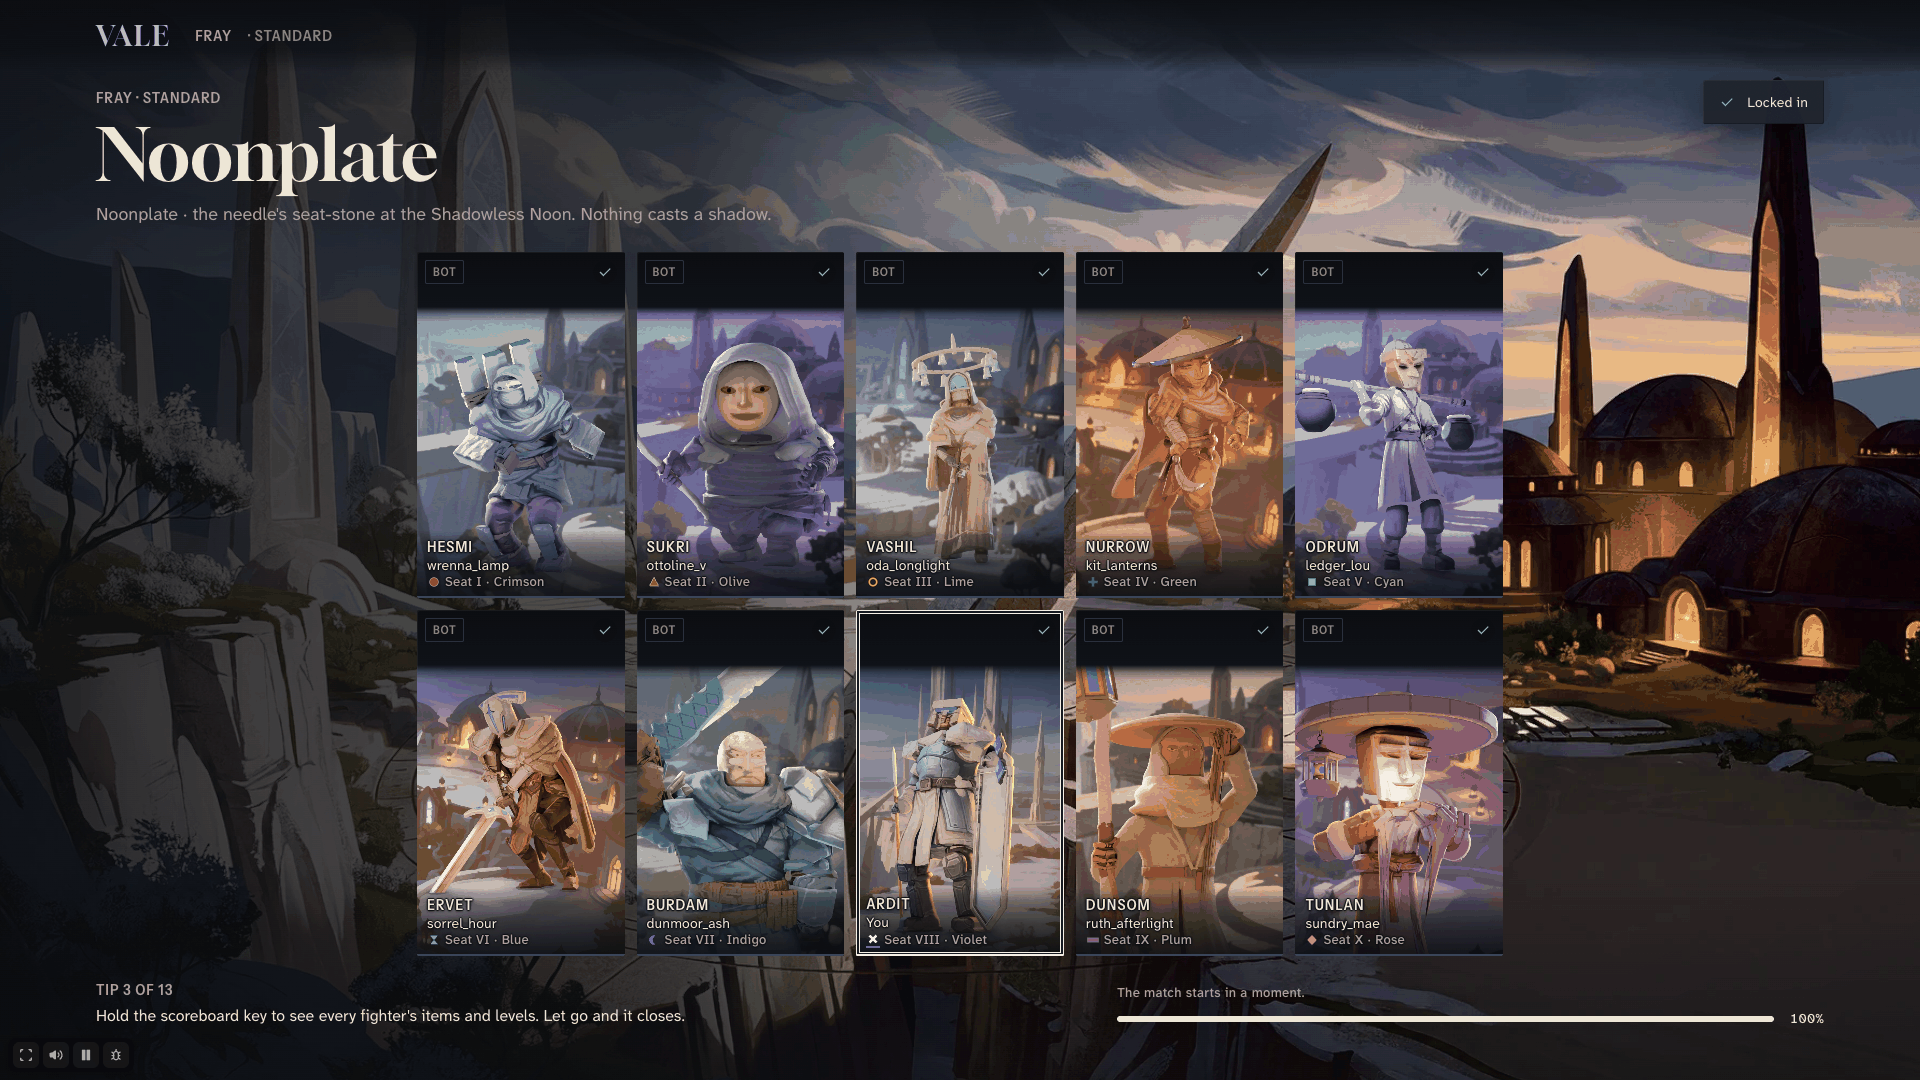 VALE FRAY · STANDARD
FRAY · STANDARD
Locked in
Noonplate
Noonplate · the needle's seat-stone at the Shadowless Noon. Nothing casts a shadow.
BOT
HESMI
wrenna_lamp
Seat I · Crimson
BOT
SUKRI
ottoline_v
Seat II · Olive
BOT
VASHIL
oda_longlight
Seat III · Lime
BOT
NURROW
kit_lanterns
Seat IV · Green
BOT
ODRUM
ledger_lou
Seat V · Cyan
BOT
ERVET
sorrel_hour
Seat VI · Blue
BOT
BURDAM
dunmoor_ash
Seat VII · Indigo
ARDIT
You
Seat VIII · Violet
BOT
DUNSOM
ruth_afterlight
Seat IX · Plum
BOT
TUNLAN
sundry_mae
Seat X · Rose
TIP 3 OF 13
Hold the scoreboard key to see every fighter's items and levels. Let go and it closes.
The match starts in a moment.
100%